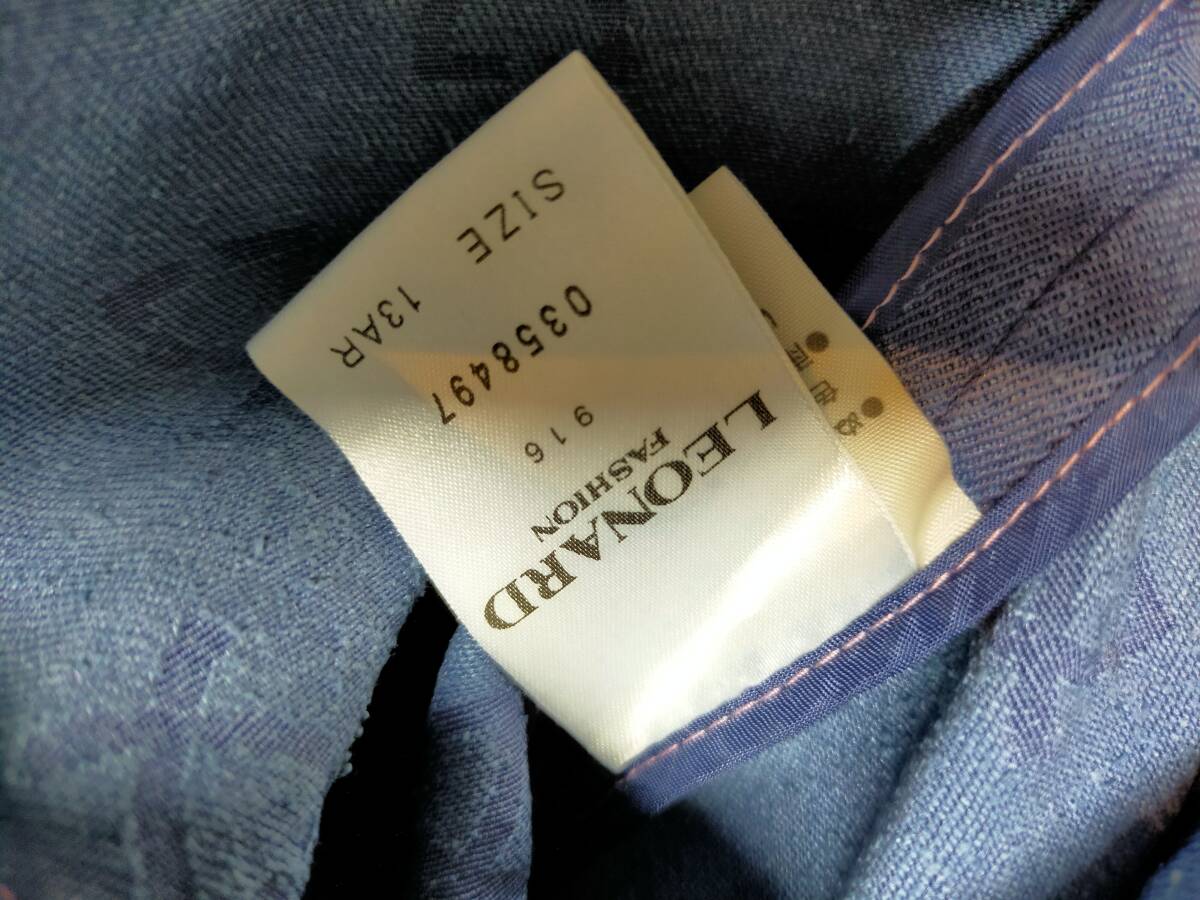 LEONARD
FASHION
916
0358497
SIZE 13AR